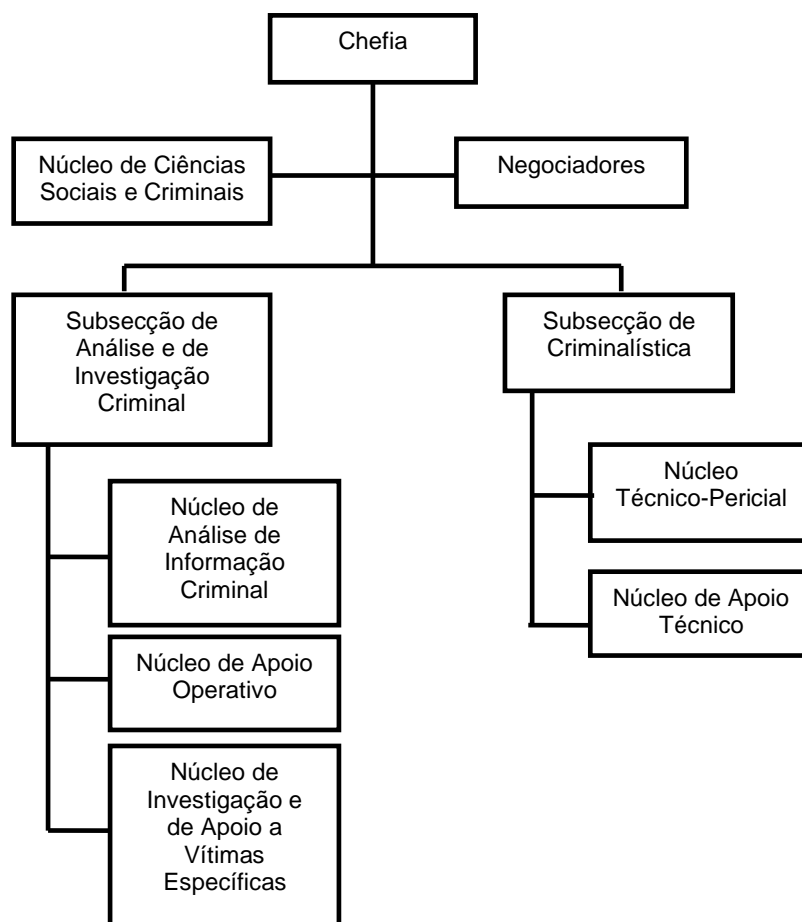 Chefia
Núcleo de Ciências
Sociais e Criminais
Negociadores
Subsecção de
Análise e de
Investigação
Criminal
Subsecção de
Criminalística
Núcleo de
Análise de
Informação
Criminal
Núcleo de Apoio
Operativo
Núcleo de
Investigação e
de Apoio a
Vítimas
Específicas
Núcleo
Técnico-Pericial
Núcleo de Apoio
Técnico